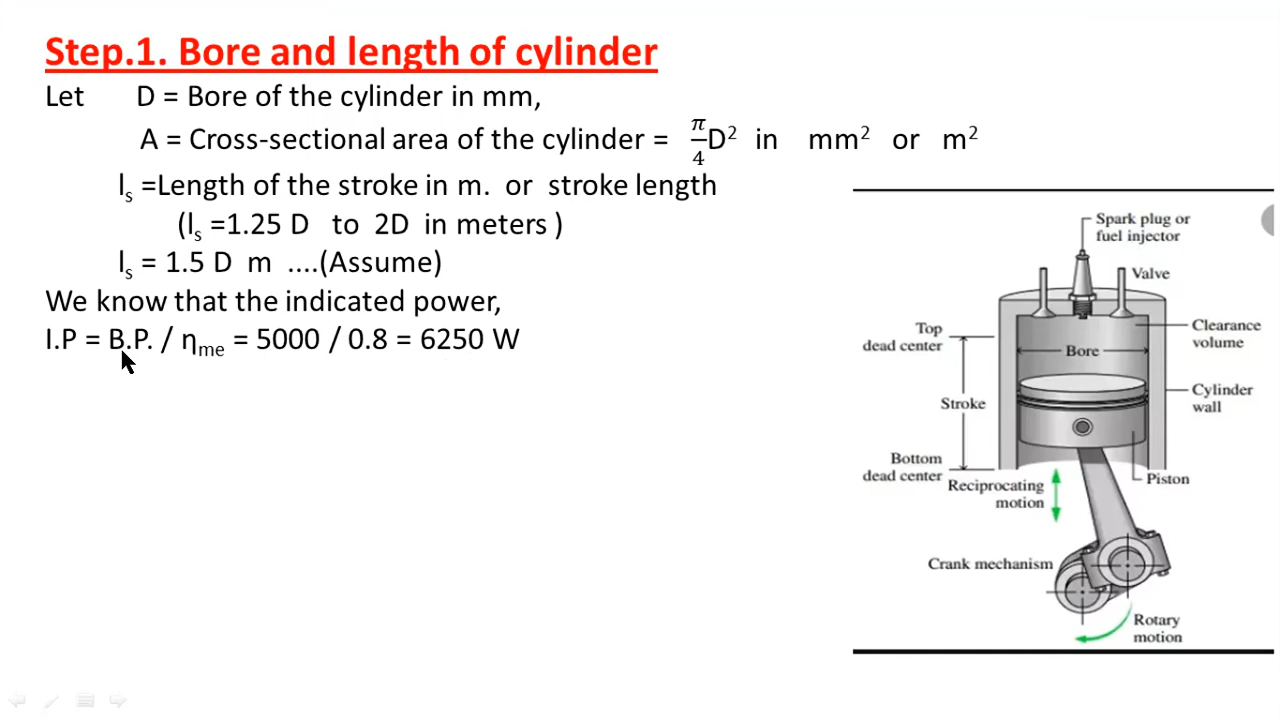 Step.1. Bore and length of cylinder
Let D = Bore of the cylinder in mm,
A = Cross-sectional area of the cylinder = π/4 D² in mm² or m²
lₛ =Length of the stroke in m. or stroke length
(lₛ =1.25 D to 2D in meters )
lₛ = 1.5 D m ....(Assume)
We know that the indicated power,
I.P = B.P. / ηme = 5000 / 0.8 = 6250 W
Spark plug or
fuel injector
Valve
Top
dead center
Clearance
volume
Bore
Stroke
Cylinder
wall
Bottom
dead center
Reciprocating
motion
Piston
Crank mechanism
Rotary
motion